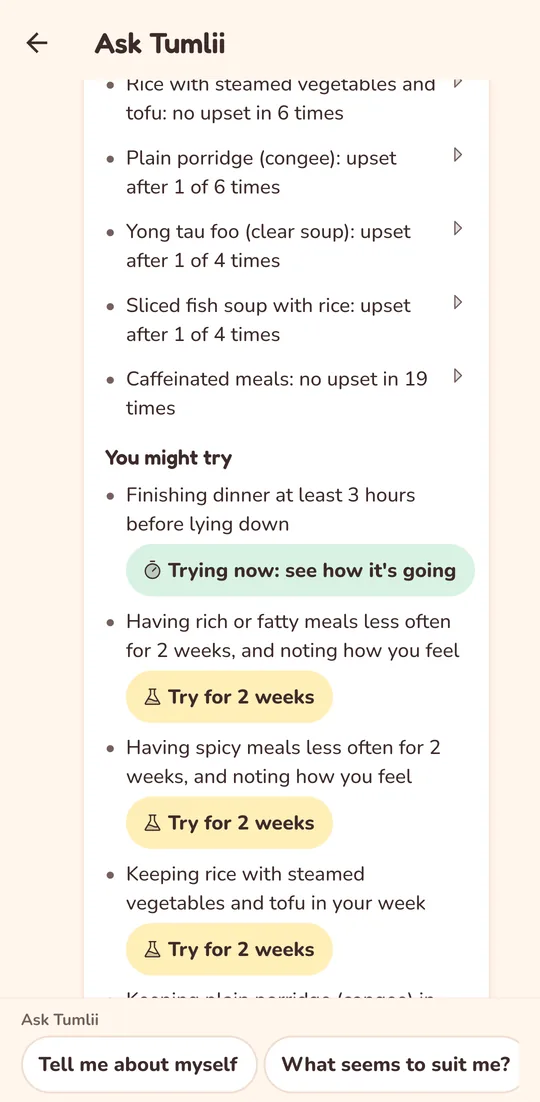 Ask Tumlii
Rice with steamed vegetables and
tofu: no upset in 6 times
Plain porridge (congee): upset
after 1 of 6 times
Yong tau foo (clear soup): upset
after 1 of 4 times
Sliced fish soup with rice: upset
after 1 of 4 times
Caffeinated meals: no upset in 19
times
You might try
Finishing dinner at least 3 hours
before lying down
Trying now: see how it's going
Having rich or fatty meals less often
for 2 weeks, and noting how you feel
Try for 2 weeks
Having spicy meals less often for 2
weeks, and noting how you feel
Try for 2 weeks
Keeping rice with steamed
vegetables and tofu in your week
Try for 2 weeks
Keeping plain porridge (congee) in
Ask Tumlii
Tell me about myself
What seems to suit me?